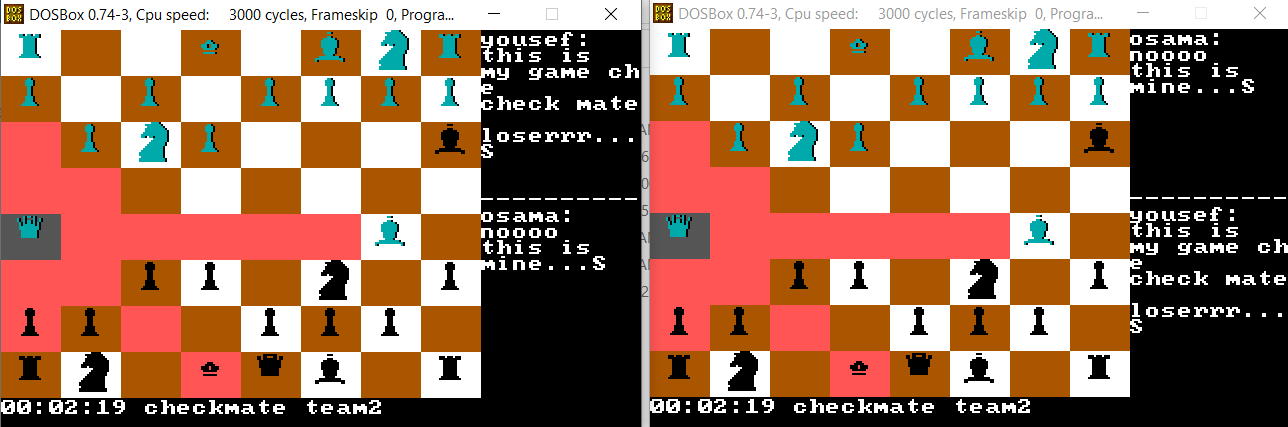 DOSBox 0.74-3, Cpu speed: 3000 cycles, Frameskip 0, Progra...
yousef:
this is
my game ch
e
check mate
loserrr...
S
osama:
noooo
this is
mine...S
00:02:19 checkmate team2
DOSBox 0.74-3, Cpu speed: 3000 cycles, Frameskip 0, Progra...
osama:
noooo
this is
mine...S
yousef:
this is
my game ch
e
check mate
loserrr...
S
00:02:19 checkmate team2